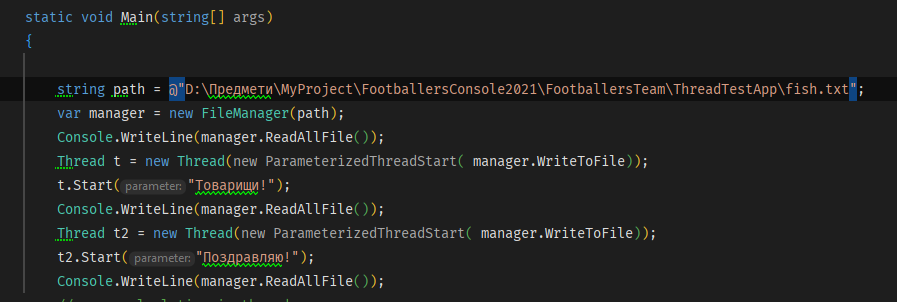 static void Main(string[] args)
{
string path = @"D:\Предмети\MyProject\FootballersConsole2021\FootballersTeam\ThreadTestApp\fish.txt";
var manager = new FileManager(path);
Console.WriteLine(manager.ReadAllFile());
Thread t = new Thread(new ParameterizedThreadStart( manager.WriteToFile));
t.Start( parameter: "Товарищи!");
Console.WriteLine(manager.ReadAllFile());
Thread t2 = new Thread(new ParameterizedThreadStart( manager.WriteToFile));
t2.Start( parameter: "Поздравляю!");
Console.WriteLine(manager.ReadAllFile());